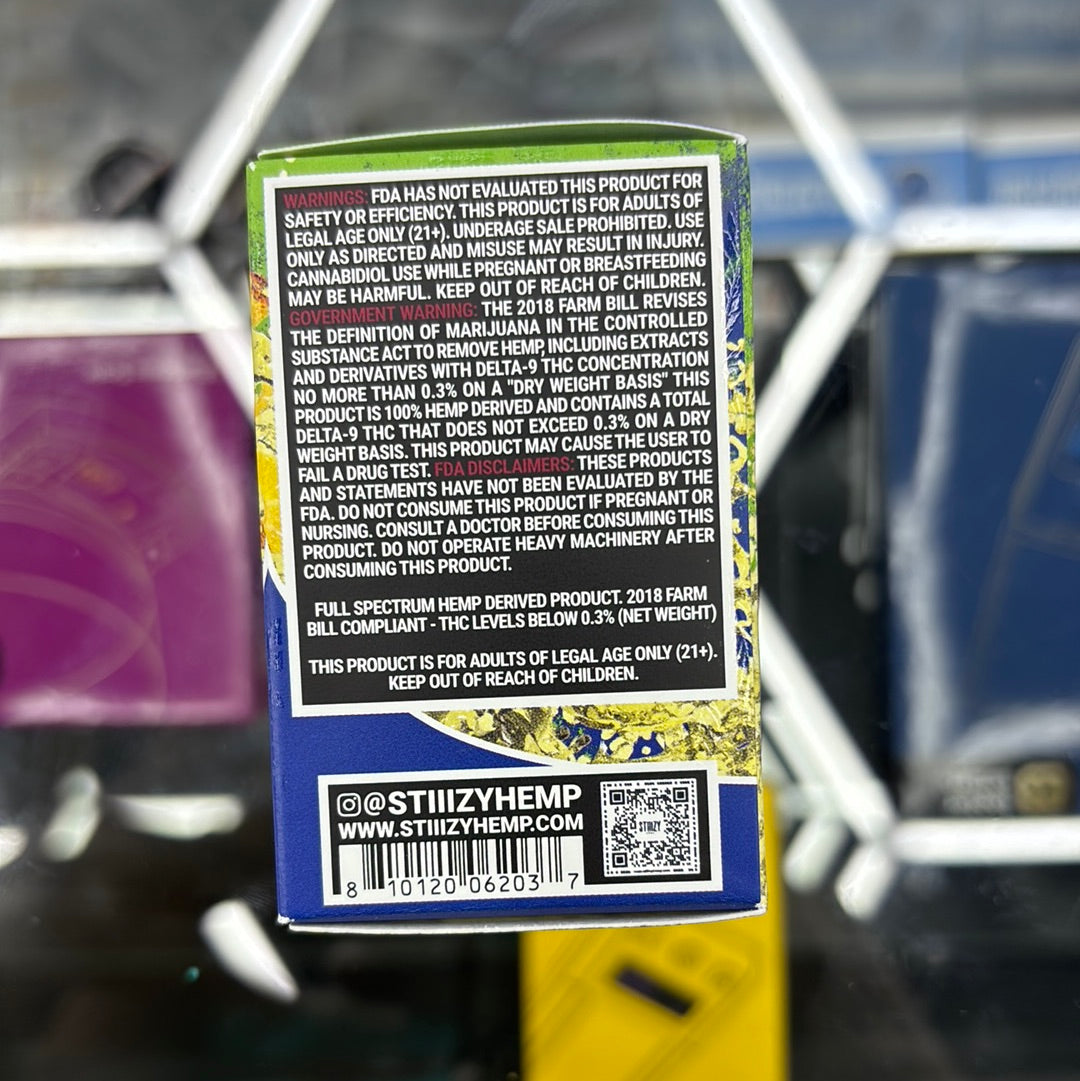 WARNINGS: FDA HAS NOT EVALUATED THIS PRODUCT FOR
SAFETY OR EFFICIENCY. THIS PRODUCT IS FOR ADULTS OF
LEGAL AGE ONLY (21+). UNDERAGE SALE PROHIBITED. USE
ONLY AS DIRECTED AND MISUSE MAY RESULT IN INJURY.
CANNABIDIOL USE WHILE PREGNANT OR BREASTFEEDING
MAY BE HARMFUL. KEEP OUT OF REACH OF CHILDREN.
GOVERNMENT WARNING: THE 2018 FARM BILL REVISES
THE DEFINITION OF MARIJUANA IN THE CONTROLLED
SUBSTANCE ACT TO REMOVE HEMP, INCLUDING EXTRACTS
AND DERIVATIVES WITH DELTA-9 THC CONCENTRATION
NO MORE THAN 0.3% ON A "DRY WEIGHT BASIS" THIS
PRODUCT IS 100% HEMP DERIVED AND CONTAINS A TOTAL
DELTA-9 THC THAT DOES NOT EXCEED 0.3% ON A DRY
WEIGHT BASIS. THIS PRODUCT MAY CAUSE THE USER TO
FAIL A DRUG TEST. FDA DISCLAIMERS: THESE PRODUCTS
AND STATEMENTS HAVE NOT BEEN EVALUATED BY THE
FDA. DO NOT CONSUME THIS PRODUCT IF PREGNANT OR
NURSING. CONSULT A DOCTOR BEFORE CONSUMING THIS
PRODUCT. DO NOT OPERATE HEAVY MACHINERY AFTER
CONSUMING THIS PRODUCT.
FULL SPECTRUM HEMP DERIVED PRODUCT. 2018 FARM
BILL COMPLIANT - THC LEVELS BELOW 0.3% (NET WEIGHT)
THIS PRODUCT IS FOR ADULTS OF LEGAL AGE ONLY (21+).
KEEP OUT OF REACH OF CHILDREN.
@STIIIZYHEMP
WWW.STIIIZYHEMP.COM
STIIIZY
8 10120 06203 7